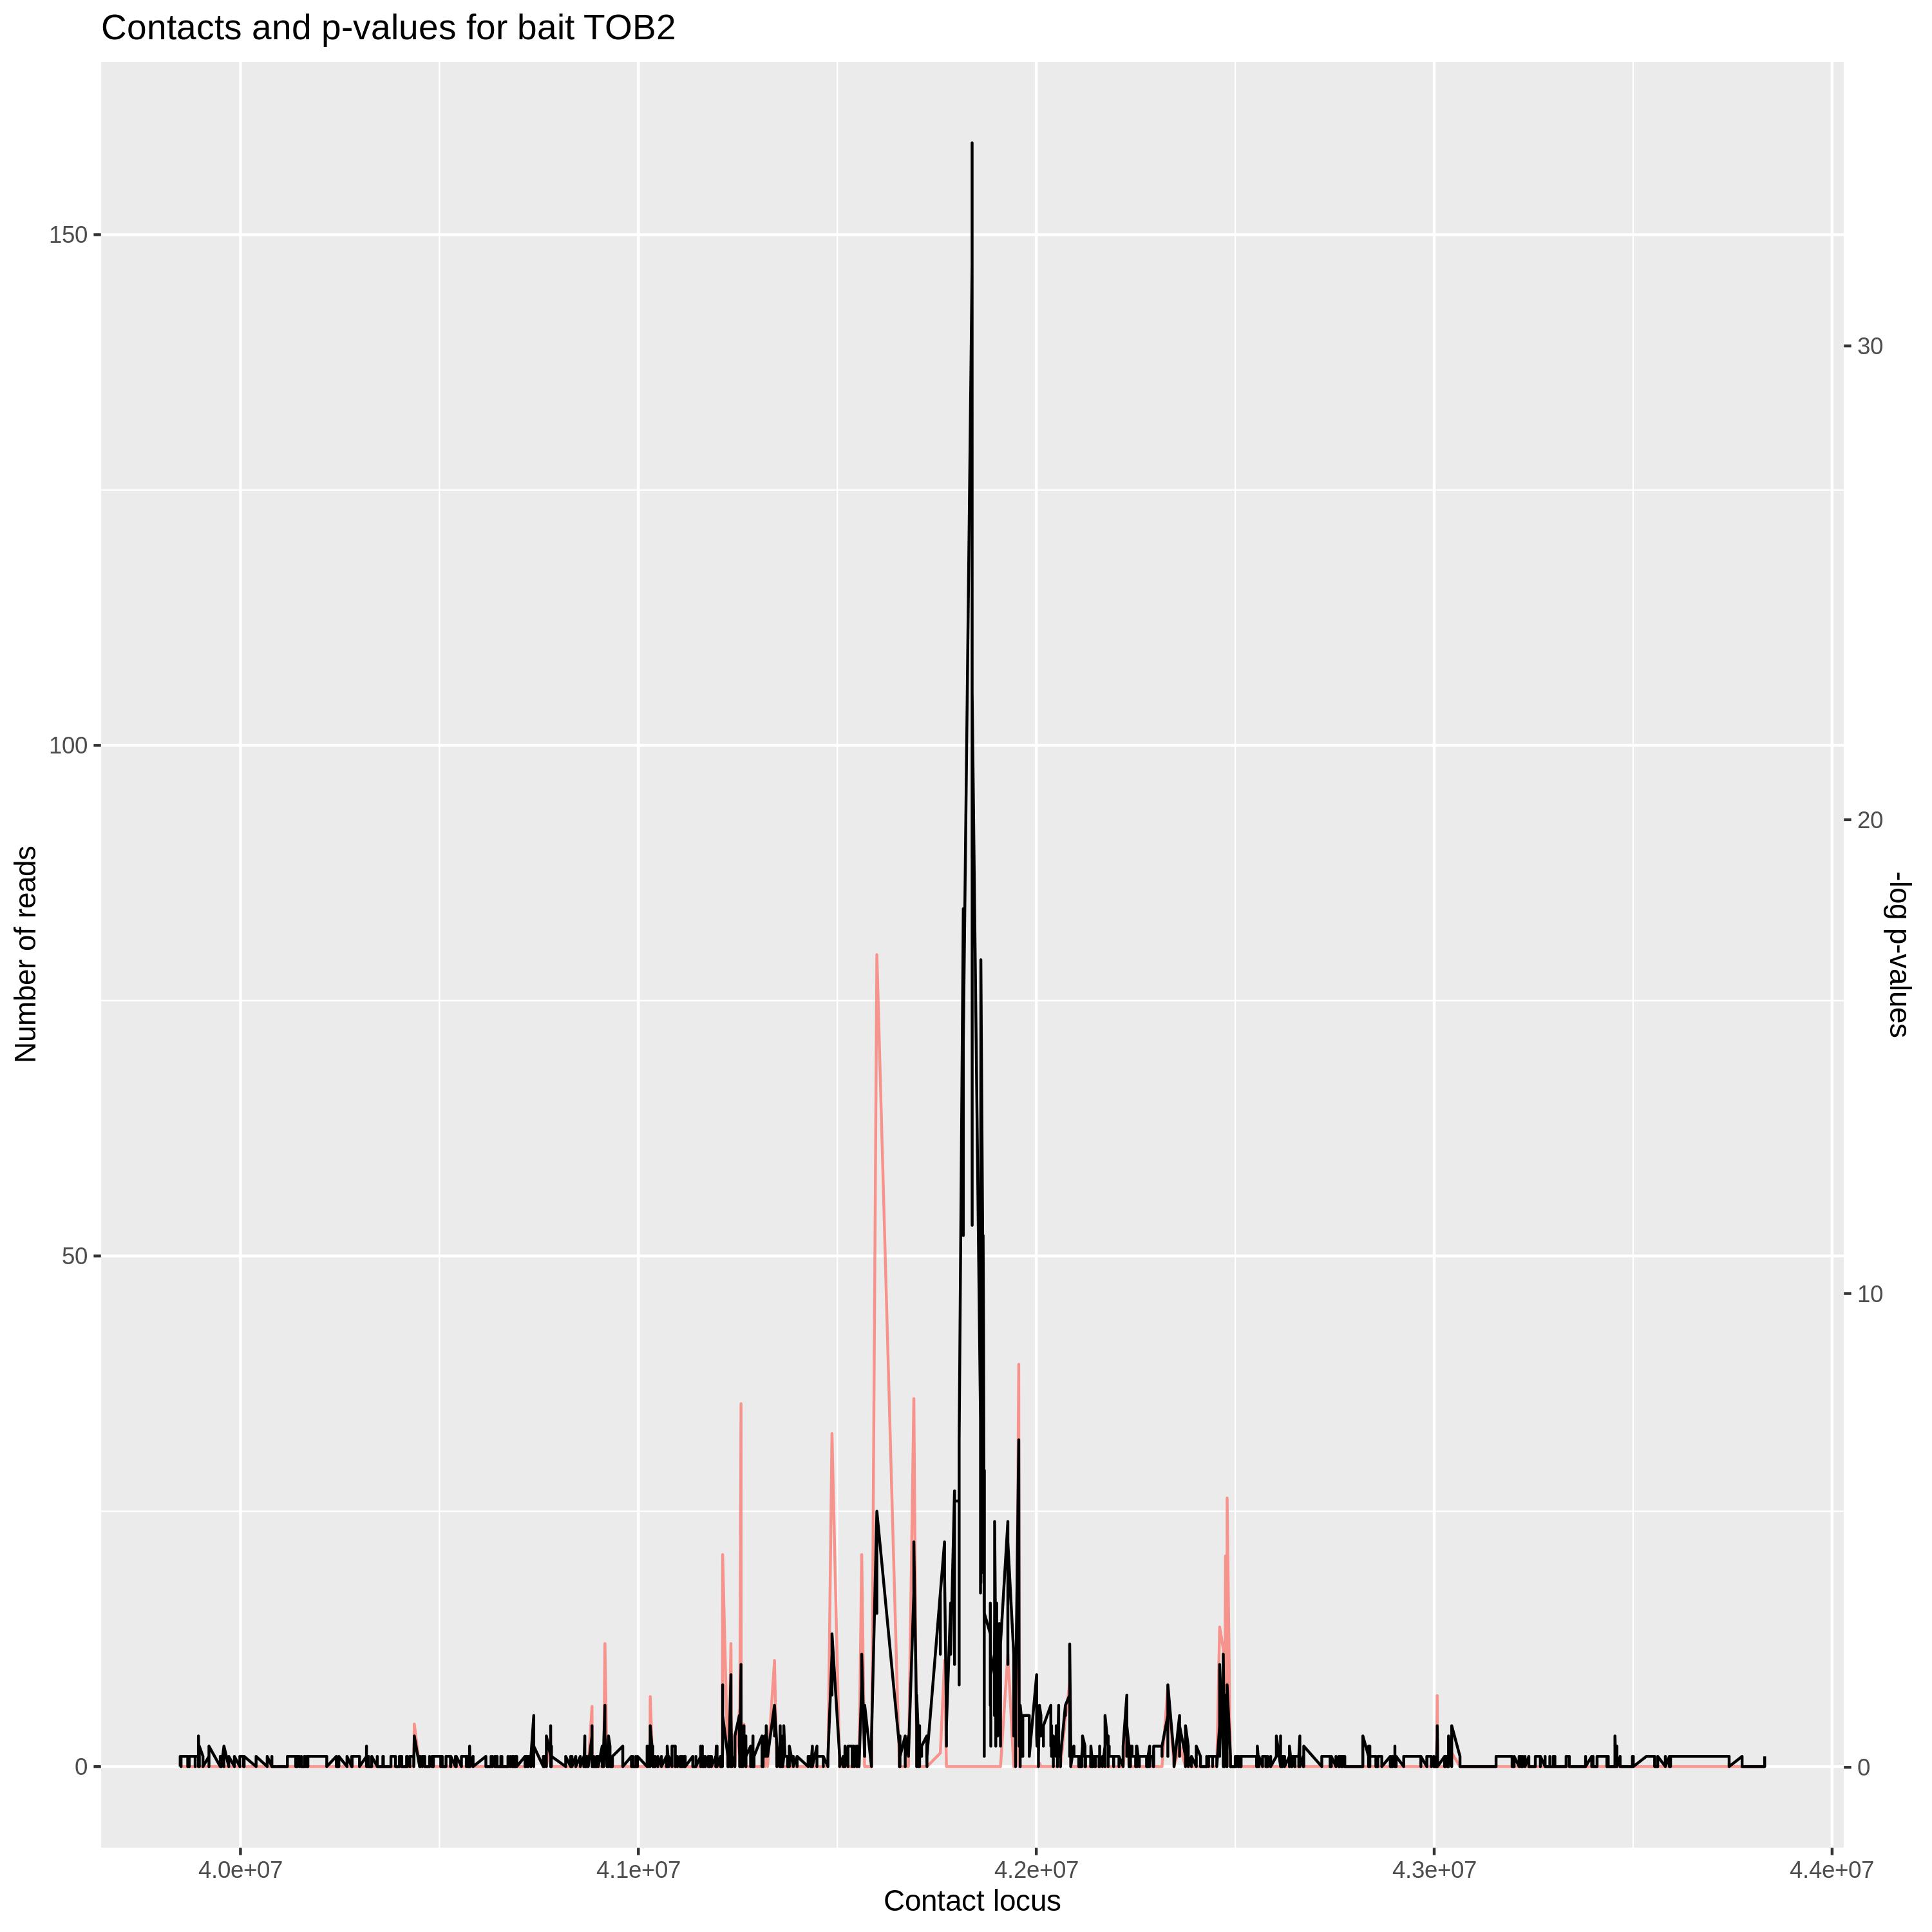 Contacts and p-values for bait TOB2
150
100
50
0
Number of reads
30
20
10
0
-log p-values
4.0e+07
4.1e+07
4.2e+07
4.3e+07
4.4e+07
Contact locus